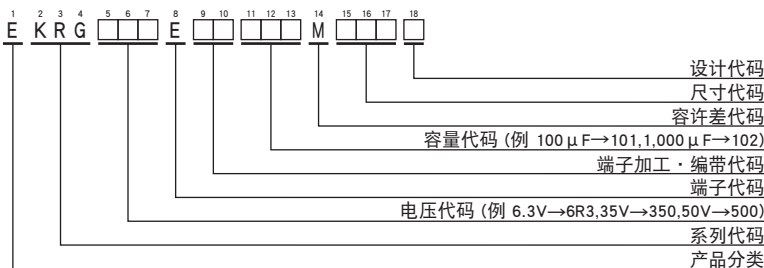 1 2 3 4 5 6 7 8 9 10 11 12 13 14 15 16 17 18
E KRG □□□ E □□ □□□ M □□□ □
设计代码
尺寸代码
容许差代码
容量代码 (例 100μF→101,1,000μF→102)
端子加工・编带代码
端子代码
电压代码 (例 6.3V→6R3,35V→350,50V→500)
系列代码
产品分类